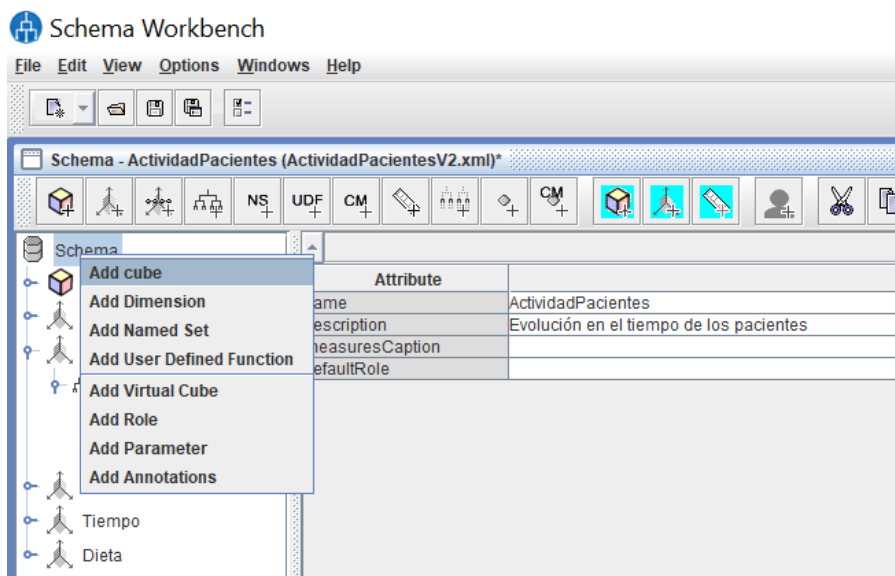 Schema Workbench
File Edit View Options Windows Help
Schema - ActividadPacientes (ActividadPacientesV2.xml)*
NS UDF CM CM
Schema
Add cube
Add Dimension
Add Named Set
Add User Defined Function
Add Virtual Cube
Add Role
Add Parameter
Add Annotations
Tiempo
Dieta
Attribute
ame ActividadPacientes
escription Evolución en el tiempo de los pacientes
measuresCaption
efaultRole